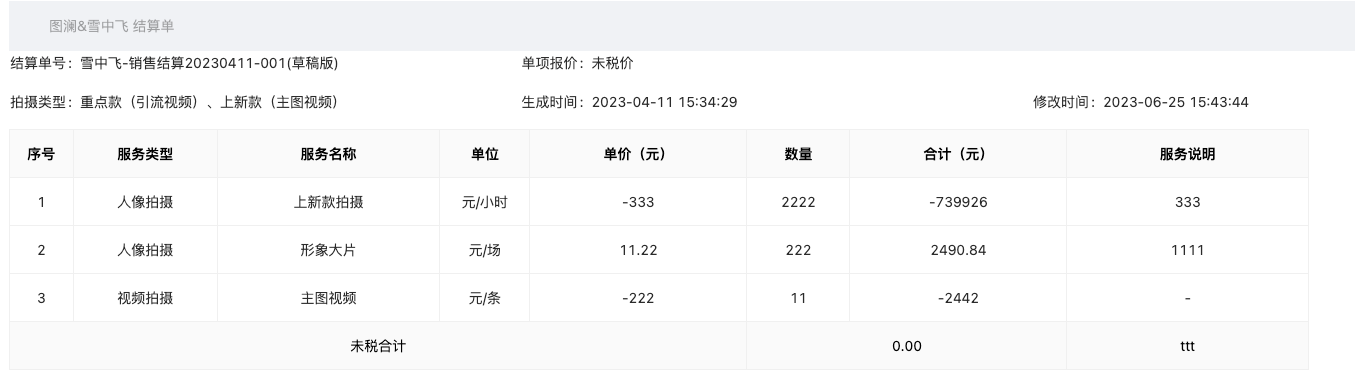 图澜&雪中飞 结算单
结算单号：雪中飞-销售结算20230411-001(草稿版) 单项报价：未税价
拍摄类型：重点款（引流视频）、上新款（主图视频） 生成时间：2023-04-11 15:34:29 修改时间：2023-06-25 15:43:44
序号 服务类型 服务名称 单位 单价（元） 数量 合计（元） 服务说明
1 人像拍摄 上新款拍摄 元/小时 -333 2222 -739926 333
2 人像拍摄 形象大片 元/场 11.22 222 2490.84 1111
3 视频拍摄 主图视频 元/条 -222 11 -2442 -
未税合计 0.00 ttt